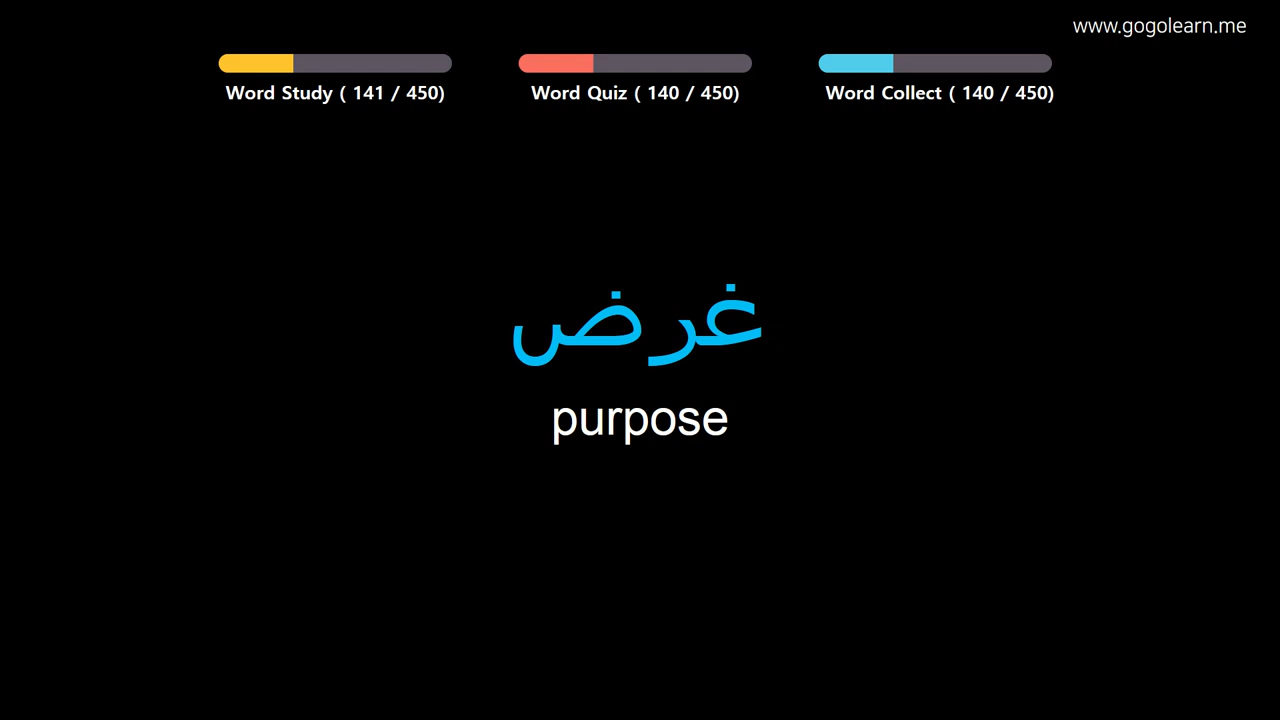 www.gogolearn.me
Word Study ( 141 / 450)
Word Quiz ( 140 / 450)
Word Collect ( 140 / 450)
غرض
purpose